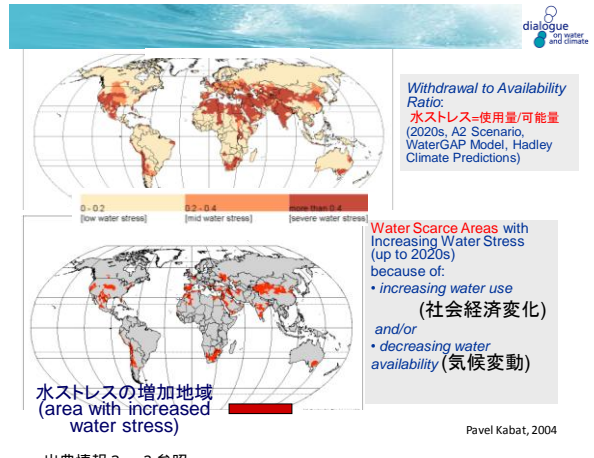 dialogue
on water
and climate
Withdrawal to Availability
Ratio:
水ストレス=使用量/可能量
(2020s, A2 Scenario,
WaterGAP Model, Hadley
Climate Predictions)
0 - 0.2
0.2 - 0.4
more than 0.4
[low water stress]
[mid water stress]
[severe water stress]
Water Scarce Areas with
Increasing Water Stress
(up to 2020s)
because of:
• increasing water use
(社会経済変化)
and/or
• decreasing water
availability (気候変動)
水ストレスの増加地域
(area with increased
water stress)
Pavel Kabat, 2004